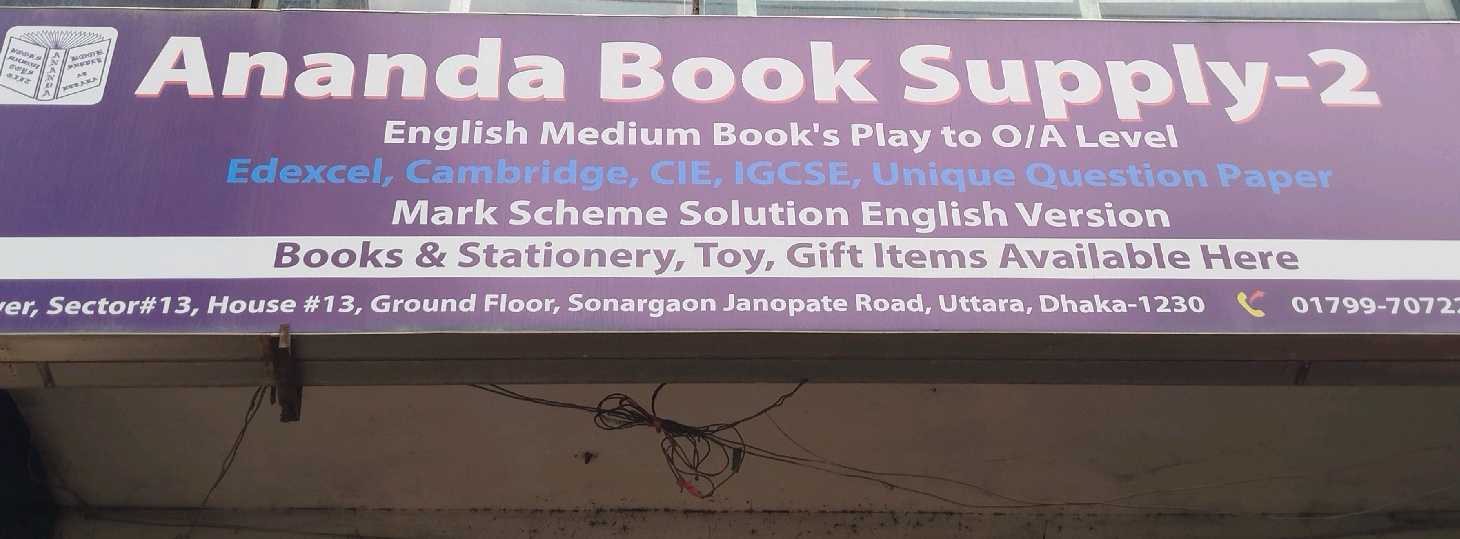 Ananda Book Supply-2
English Medium Book's Play to O/A Level
Edexcel, Cambridge, CIE, IGCSE, Unique Question Paper
Mark Scheme Solution English Version
Books & Stationery, Toy, Gift Items Available Here
Sector#13, House #13, Ground Floor, Sonargaon Janopate Road, Uttara, Dhaka-1230 01799-7072